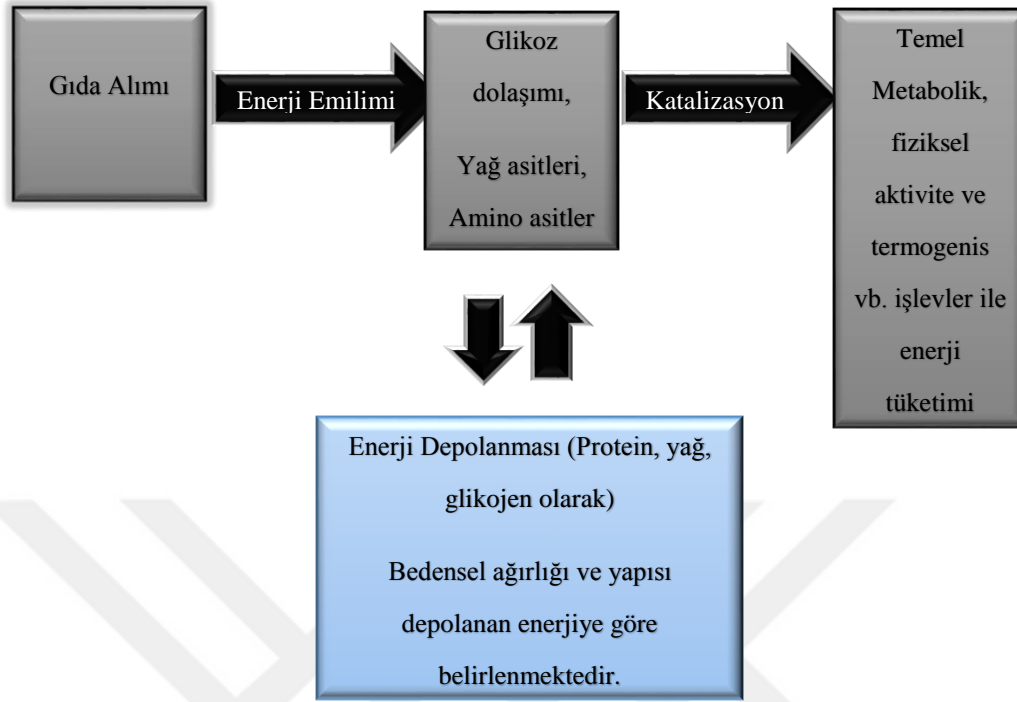 Gıda Alımı
Enerji Emilimi
Glikoz
dolaşımı,
Yağ asitleri,
Amino asitler
Katalizasyon
Temel
Metabolik,
fiziksel
aktivite ve
termogenis
vb. işlevler ile
enerji
tüketimi
Enerji Depolanması (Protein, yağ,
glikojen olarak)
Bedensel ağırlığı ve yapısı
depolanan enerjiye göre
belirlenmektedir.